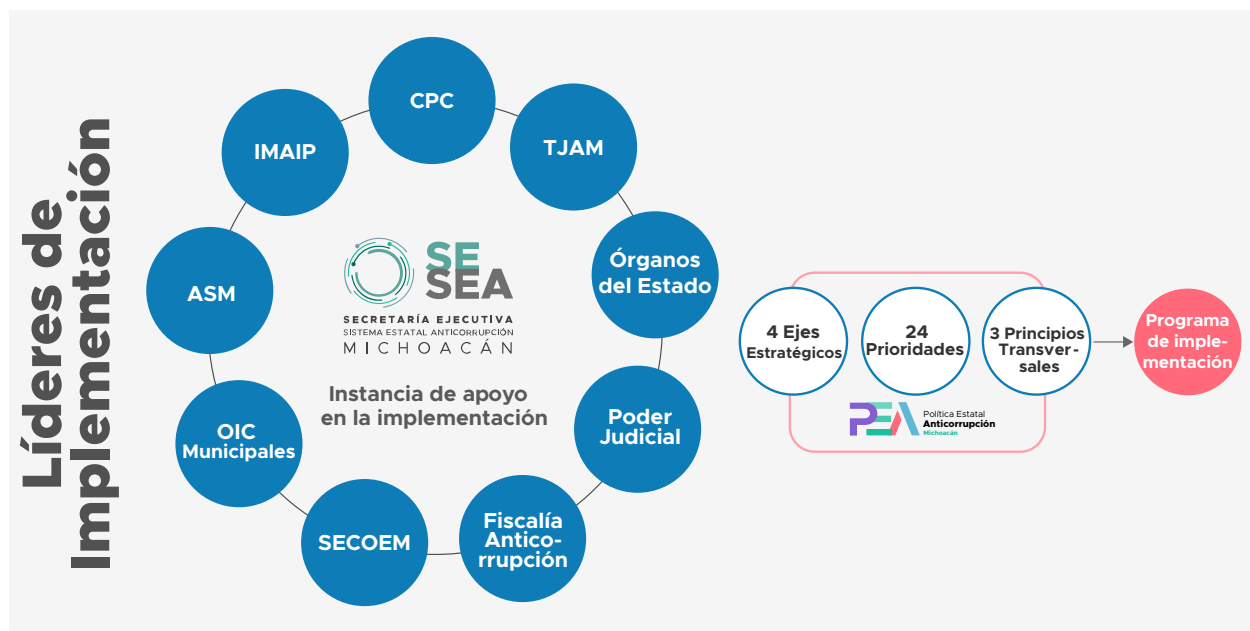 Líderes de
Implementación
CPC
TJAM
IMAIP
Órganos
del Estado
ASM
SE
SEA
SECRETARÍA EJECUTIVA
SISTEMA ESTATAL ANTICORRUPCIÓN
MICHOACÁN
Instancia de apoyo
en la implementación
Poder
Judicial
OIC
Municipales
Fiscalía
Antico-
rrupción
SECOEM
4 Ejes
Estratégicos
24
Prioridades
3 Principios
Transver-
sales
Programa
de imple-
mentación
PEA
Política Estatal
Anticorrupción
Michoacán